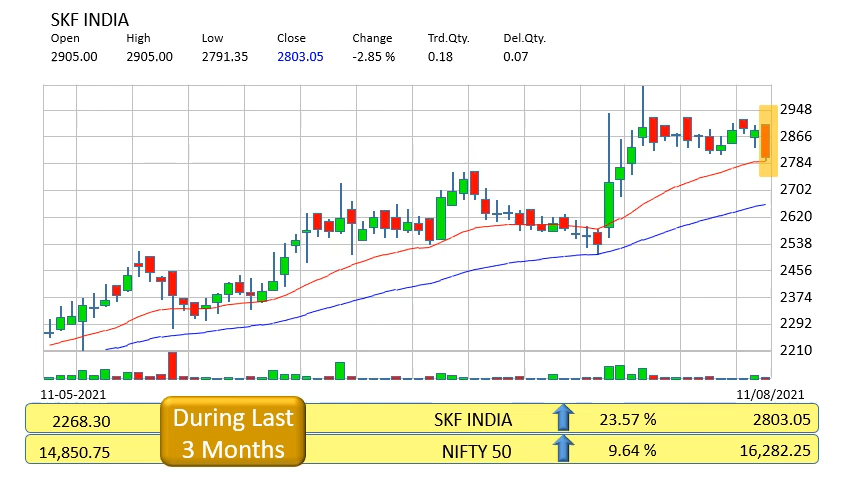 SKF INDIA
Open High Low Close Change Trd.Qty. Del.Qty.
2905.00 2905.00 2791.35 2803.05 -2.85 % 0.18 0.07
2948
2866
2784
2702
2620
2538
2456
2374
2292
2210
11-05-2021 11/08/2021
2268.30 SKF INDIA 23.57 % 2803.05
During Last
3 Months
14,850.75 NIFTY 50 9.64 % 16,282.25